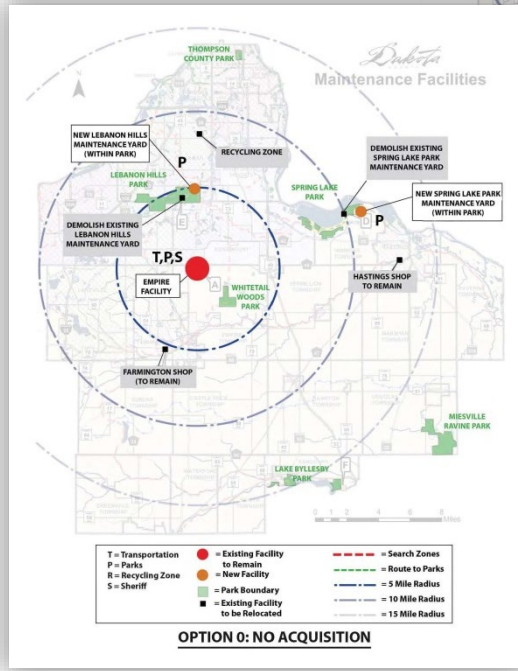 THOMPSON
COUNTY PARK
Dakota
Maintenance Facilities
NEW LEBANON HILLS
MAINTENANCE YARD
(WITHIN PARK)
P
RECYCLING ZONE
DEMOLISH EXISTING
SPRING LAKE PARK
MAINTENANCE YARD
LEBANON HILLS
PARK
SPRING LAKE
PARK
NEW SPRING LAKE PARK
MAINTENANCE YARD
(WITHIN PARK)
D
P
E
DEMOLISH EXISTING
LEBANON HILLS
MAINTENANCE YARD
T,P,S
EMPIRE
FACILITY
A
WHITETAIL
WOODS
PARK
HASTINGS SHOP
TO REMAIN
FARMINGTON SHOP
(TO REMAIN)
MIESVILLE
RAVINE PARK
LAKE BYLLESBY
PARK
F
0 2 4 8
Miles
T = Transportation
P = Parks
R = Recycling Zone
S = Sheriff
= Existing Facility
to Remain
= New Facility
= Park Boundary
= Existing Facility
to be Relocated
= Search Zones
= Route to Parks
= 5 Mile Radius
= 10 Mile Radius
= 15 Mile Radius
OPTION 0: NO ACQUISITION